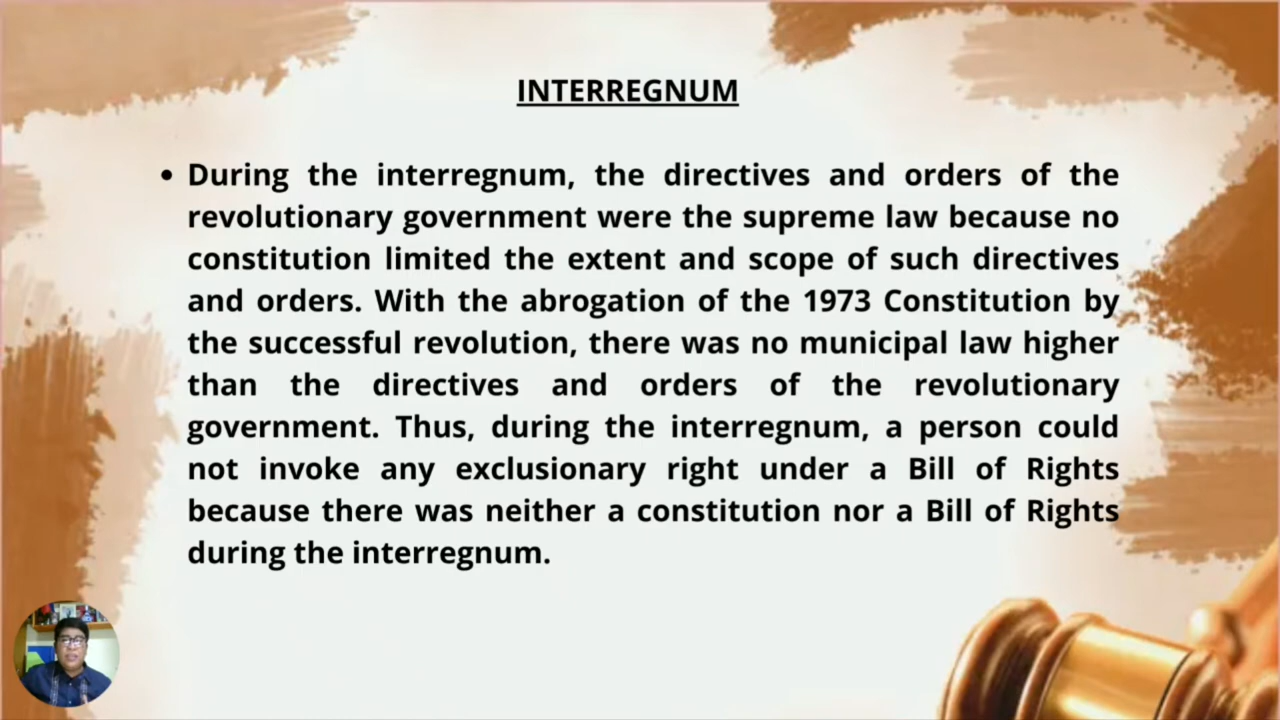 INTERREGNUM
• During the interregnum, the directives and orders of the
revolutionary government were the supreme law because no
constitution limited the extent and scope of such directives
and orders. With the abrogation of the 1973 Constitution by
the successful revolution, there was no municipal law higher
than the directives and orders of the revolutionary
government. Thus, during the interregnum, a person could
not invoke any exclusionary right under a Bill of Rights
because there was neither a constitution nor a Bill of Rights
during the interregnum.